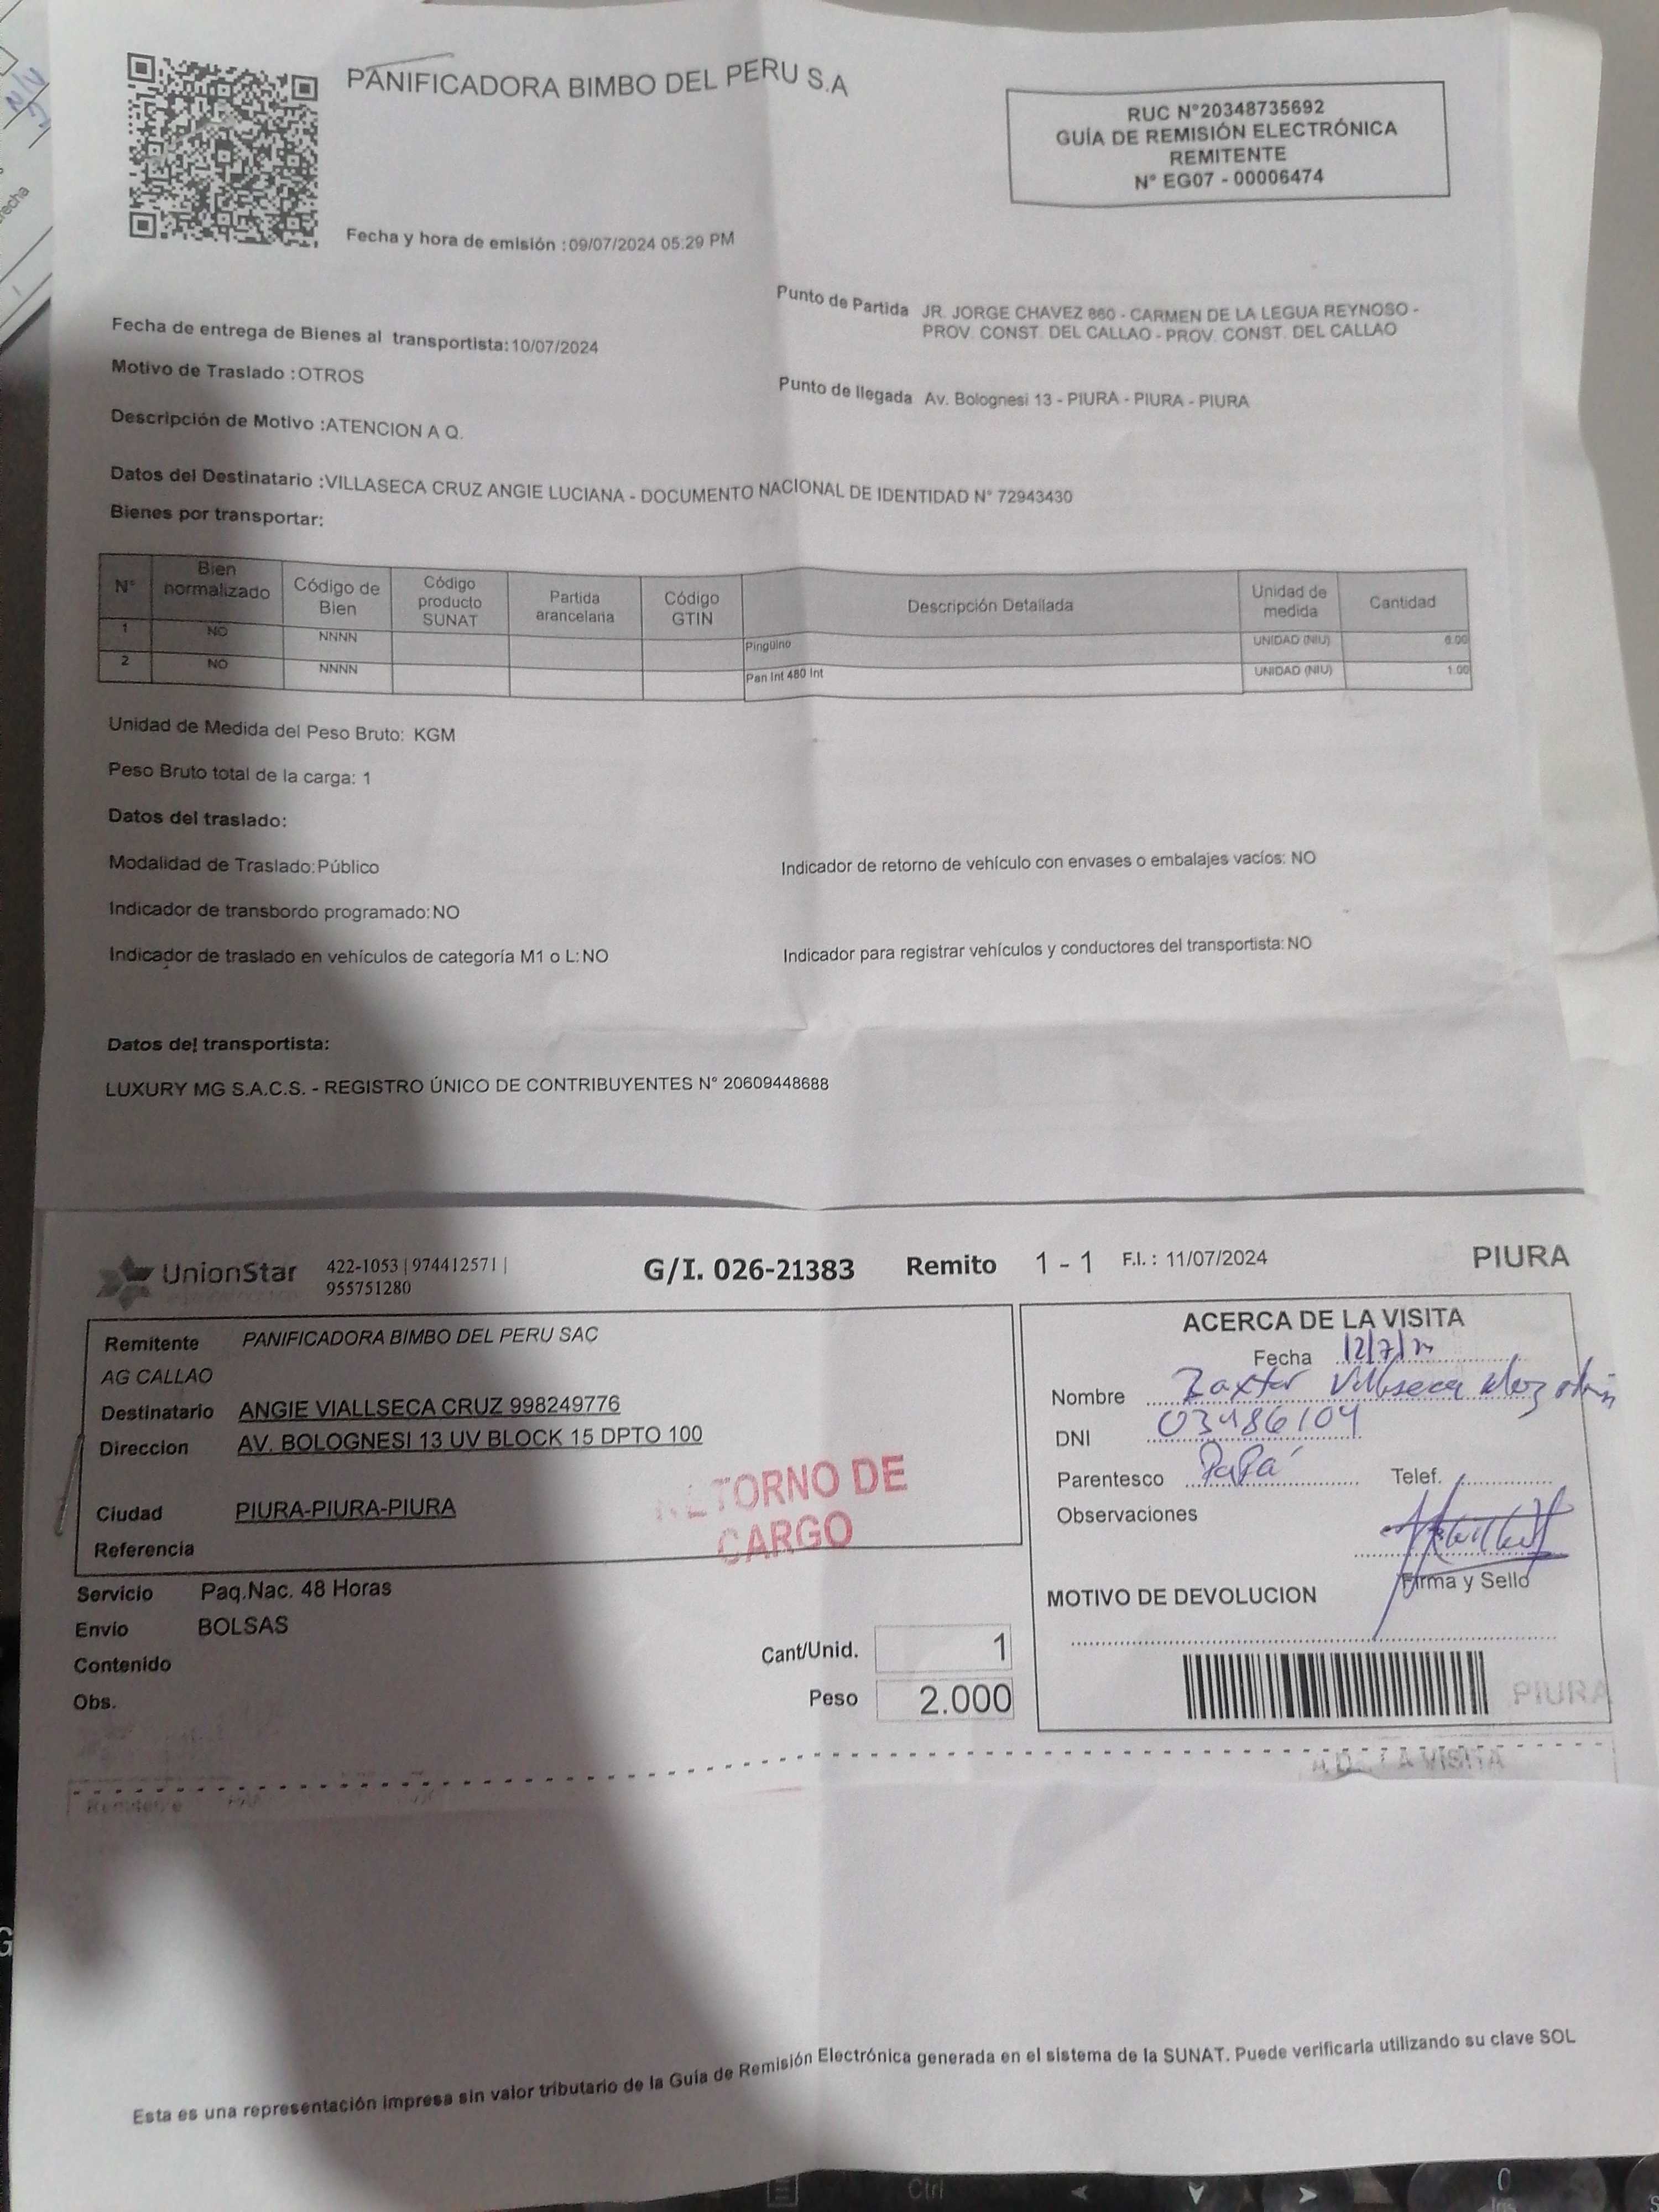 PANIFICADORA BIMBO DEL PERU S.A
RUC N°20348735692
GUÍA DE REMISIÓN ELECTRÓNICA
REMITENTE
N° EG07 - 00006474
Fecha y hora de emisión :09/07/2024 05:29 PM
Fecha de entrega de Bienes al transportista:10/07/2024
Punto de Partida JR. JORGE CHAVEZ 860 - CARMEN DE LA LEGUA REYNOSO -
PROV. CONST. DEL CALLAO - PROV. CONST. DEL CALLAO
Motivo de Traslado :OTROS
Punto de llegada Av. Bolognesi 13 - PIURA - PIURA - PIURA
Descripción de Motivo :ATENCION A Q.
Datos del Destinatario :VILLASECA CRUZ ANGIE LUCIANA - DOCUMENTO NACIONAL DE IDENTIDAD N° 72943430
Bienes por transportar:
N° Bien normalizado Código de Bien Código producto SUNAT Partida arancelaria Código GTIN Descripción Detallada Unidad de medida Cantidad
1 NO NNNN Pingüino UNIDAD (NIU) 6.00
2 NO NNNN Pan Int 480 Int UNIDAD (NIU) 1.00
Unidad de Medida del Peso Bruto: KGM
Peso Bruto total de la carga: 1
Datos del traslado:
Modalidad de Traslado:Público
Indicador de retorno de vehículo con envases o embalajes vacíos: NO
Indicador de transbordo programado:NO
Indicador de traslado en vehículos de categoría M1 o L:NO
Indicador para registrar vehículos y conductores del transportista:NO
Datos del transportista:
LUXURY MG S.A.C.S. - REGISTRO ÚNICO DE CONTRIBUYENTES N° 20609448688
UnionStar 422-1053 | 974412571 |
955751280
G/I. 026-21383 Remito 1 - 1 F.I. : 11/07/2024 PIURA
Remitente PANIFICADORA BIMBO DEL PERU SAC
AG CALLAO
Destinatario ANGIE VIALLSECA CRUZ 998249776
Direccion AV. BOLOGNESI 13 UV BLOCK 15 DPTO 100
Ciudad PIURA-PIURA-PIURA
Referencia
RETORNO DE
CARGO
Servicio Paq.Nac. 48 Horas
Envio BOLSAS
Contenido
Obs.
Cant/Unid. 1
Peso 2.000
ACERCA DE LA VISITA
Fecha 12/7/24
Nombre Villaseca
DNI 03486104
Parentesco Papá Telef.
Observaciones
Firma y Sello
MOTIVO DE DEVOLUCION
PIURA
LA VISITA
Remitente
Esta es una representación impresa sin valor tributario de la Guía de Remisión Electrónica generada en el sistema de la SUNAT. Puede verificarla utilizando su clave SOL
Ctrl